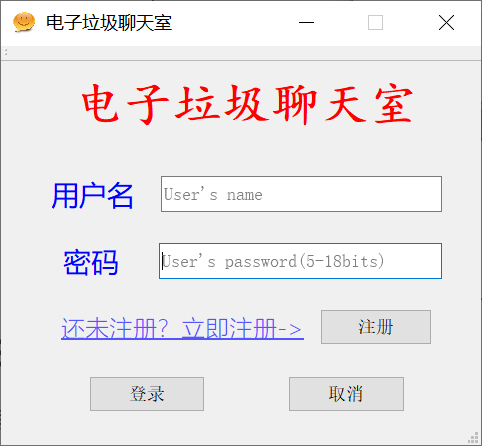 电子垃圾聊天室
电子垃圾聊天室
用户名 User's name
密码 User's password(5-18bits)
还未注册？立即注册-> 注册
登录 取消